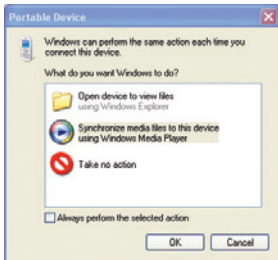 Portable Device
Windows can perform the same action each time you
connect this device.
What do you want Windows to do?
Open device to view files
using Windows Explorer
Synchronize media files to this device
using Windows Media Player
Take no action
Always perform the selected action
OK
Cancel